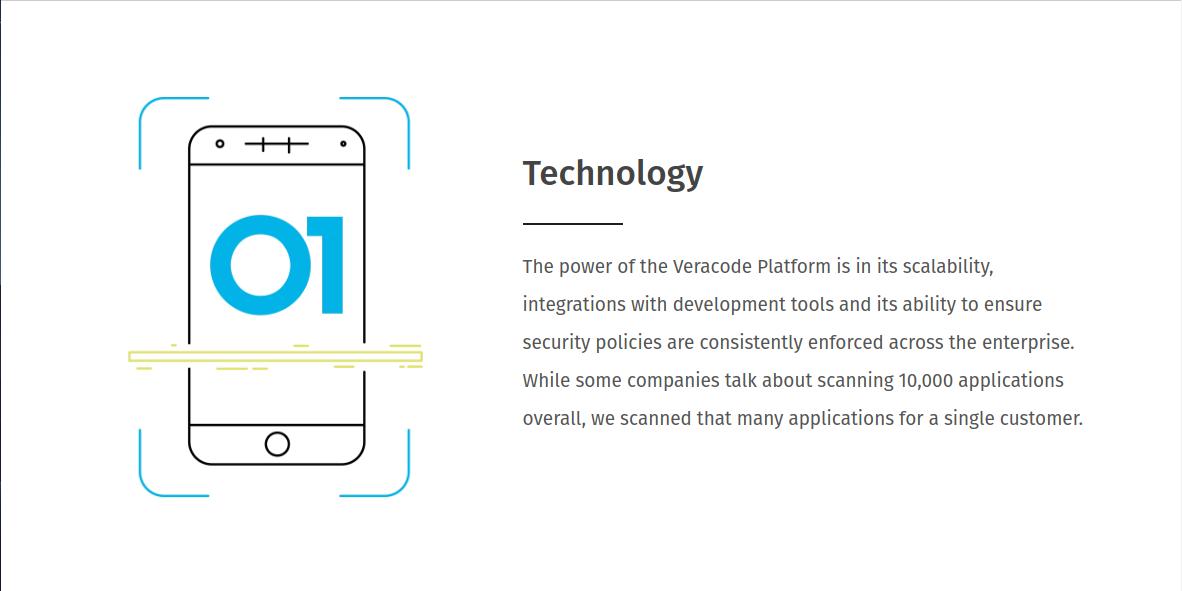 01
Technology
The power of the Veracode Platform is in its scalability,
integrations with development tools and its ability to ensure
security policies are consistently enforced across the enterprise.
While some companies talk about scanning 10,000 applications
overall, we scanned that many applications for a single customer.